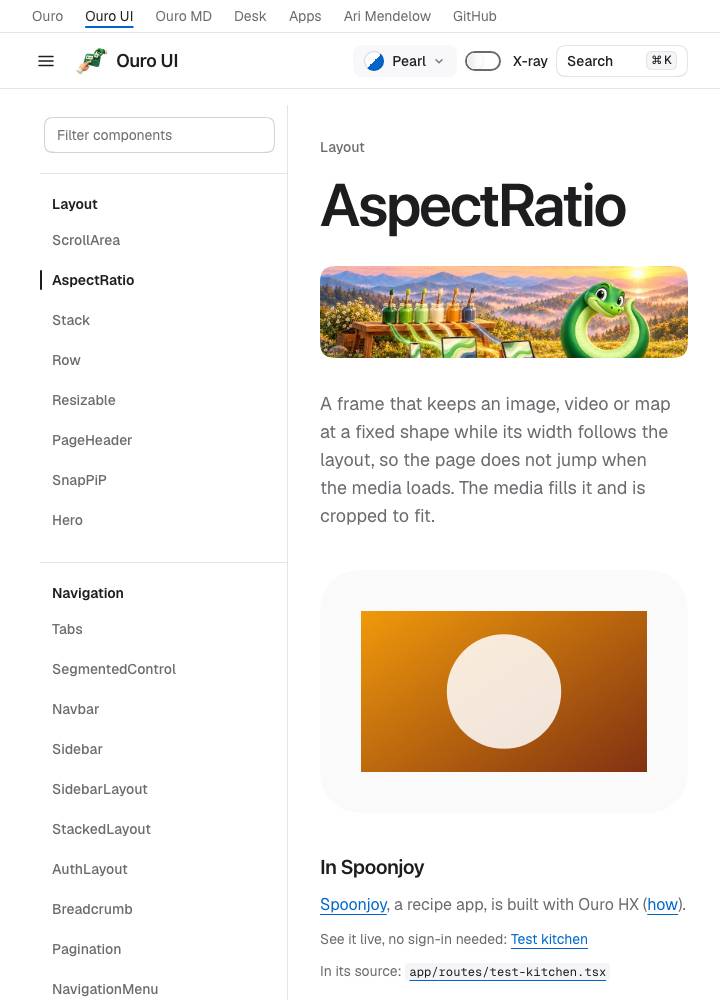 Ouro
Ouro UI
Ouro MD
Desk
Apps
Ari Mendelow
GitHub
Ouro UI
Pearl
X-ray
Search
⌘ K
Filter components
Layout
ScrollArea
AspectRatio
Stack
Row
Resizable
PageHeader
SnapPiP
Hero
Navigation
Tabs
SegmentedControl
Navbar
Sidebar
SidebarLayout
StackedLayout
AuthLayout
Breadcrumb
Pagination
NavigationMenu
Layout
AspectRatio
A frame that keeps an image, video or map
at a fixed shape while its width follows the
layout, so the page does not jump when
the media loads. The media fills it and is
cropped to fit.
In Spoonjoy
Spoonjoy, a recipe app, is built with Ouro HX (how).
See it live, no sign-in needed: Test kitchen
In its source: app/routes/test-kitchen.tsx